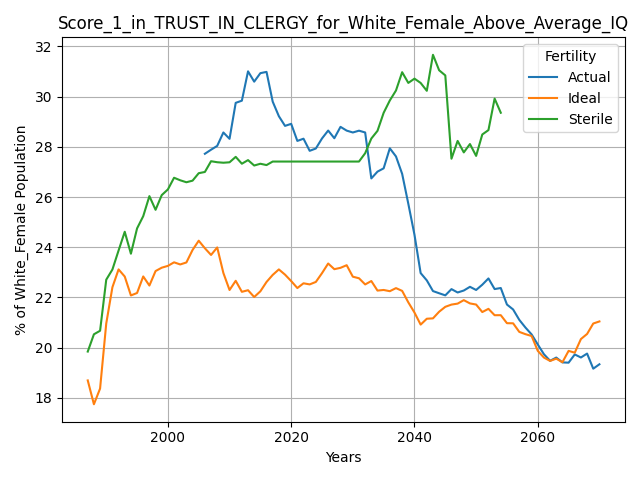 Score_1_in_TRUST_IN_CLERGY_for_White_Female_Above_Average_IQ
Fertility
Actual
Ideal
Sterile
% of White_Female Population
32
30
28
26
24
22
20
18
2000
2020
2040
2060
Years